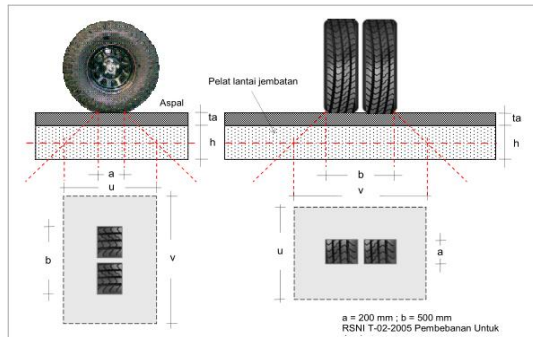 Aspal
Pelat lantai jembatan
ta
h
a
u
b
v
ta
h
b
v
u
a
a = 200 mm ; b = 500 mm
RSNI T-02-2005 Pembebanan Untuk